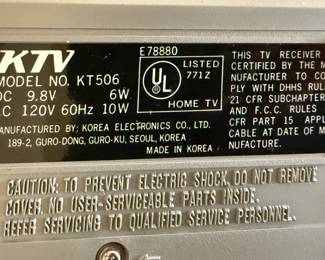 KTV
MODEL NO. KT506
DC 9.8V 6W
AC 120V 60Hz 10W
E78880
UL
LISTED
771Z
HOME TV
MANUFACTURED BY: KOREA ELECTRONICS CO., LTD.
189-2, GURO-DONG, GURO-KU, SEOUL, KOREA
MADE IN KOREA
THIS TV RECEIVER
CERTIFIED BY THE M
NUFACTURER TO COM
PLY WITH DHHS RULE
21 CFR SUBCHAPTER
AND F.C.C. RULES
CFR PART 15 APPLI
CABLE AT DATE OF M
NUFACTURE.
CAUTION: TO PREVENT ELECTRIC SHOCK, DO NOT REMOVE
COVER. NO USER-SERVICEABLE PARTS INSIDE.
REFER SERVICING TO QUALIFIED SERVICE PERSONNEL.